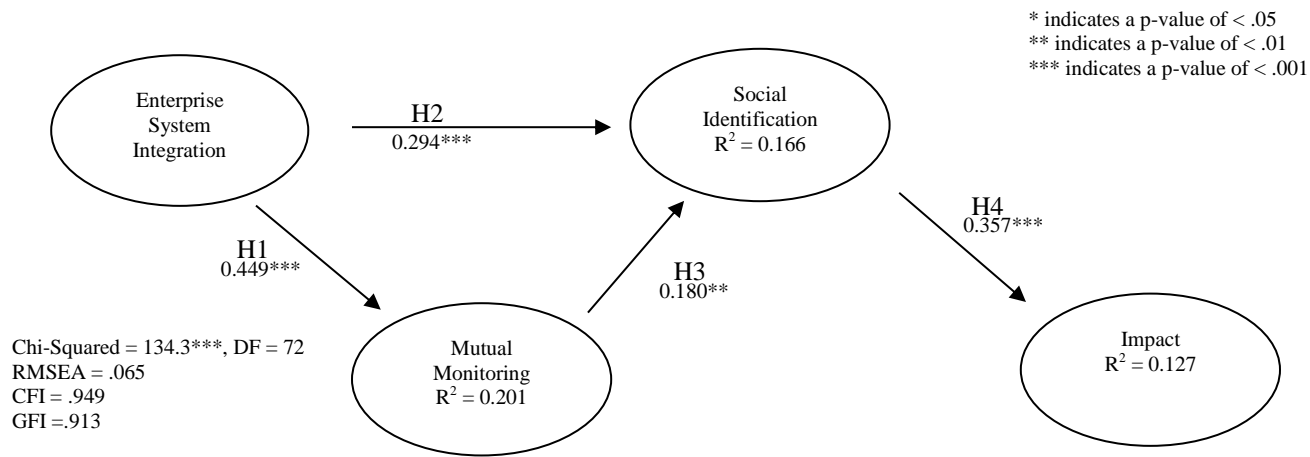 * indicates a p-value of < .05
** indicates a p-value of < .01
*** indicates a p-value of < .001
Enterprise
System
Integration
H2
0.294***
Social
Identification
R² = 0.166
H1
0.449***
H3
0.180**
H4
0.357***
Chi-Squared = 134.3***, DF = 72
RMSEA = .065
CFI = .949
GFI =.913
Mutual
Monitoring
R² = 0.201
Impact
R² = 0.127